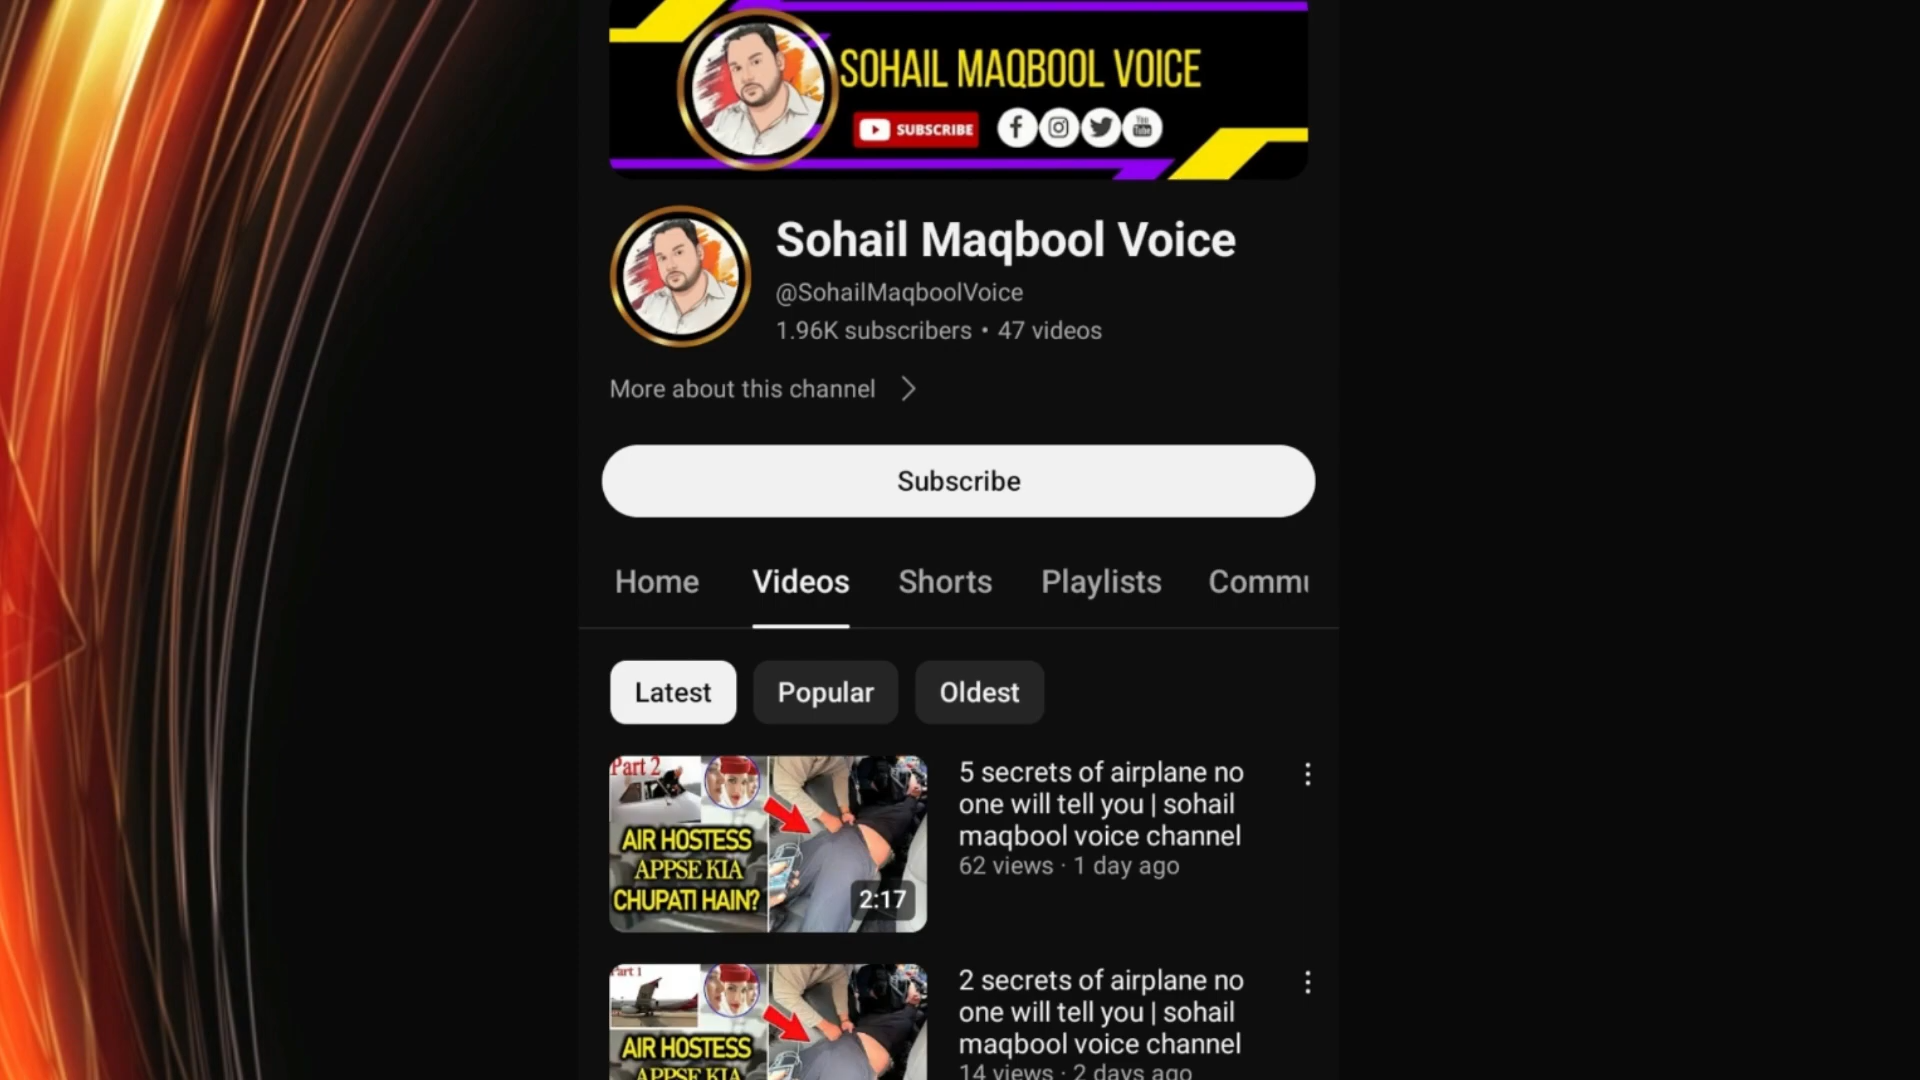 SOHAIL MAQBOOL VOICE
SUBSCRIBE
You
Tube
Sohail Maqbool Voice
@SohailMaqboolVoice
1.96K subscribers • 47 videos
More about this channel
Subscribe
Home Videos Shorts Playlists Commu
Latest Popular Oldest
Part 2
AIR HOSTESS
APPSE KIA
CHUPATI HAIN?
2:17
5 secrets of airplane no
one will tell you | sohail
maqbool voice channel
62 views · 1 day ago
Part 1
AIR HOSTESS
APPSE KIA
2 secrets of airplane no
one will tell you | sohail
maqbool voice channel
14 views · 2 days ago